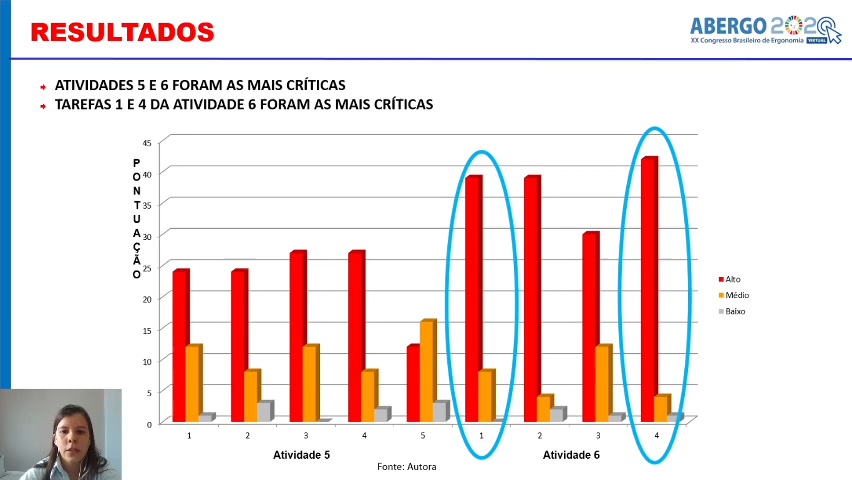 RESULTADOS
ABERGO 2020
XX Congresso Brasileiro de Ergonomia VIRTUAL
ATIVIDADES 5 E 6 FORAM AS MAIS CRÍTICAS
TAREFAS 1 E 4 DA ATIVIDADE 6 FORAM AS MAIS CRÍTICAS
PONTUAÇÃO
45
40
35
30
25
20
15
10
5
0
Alto
Médio
Baixo
1 2 3 4 5 1 2 3 4
Atividade 5 Atividade 6
Fonte: Autora